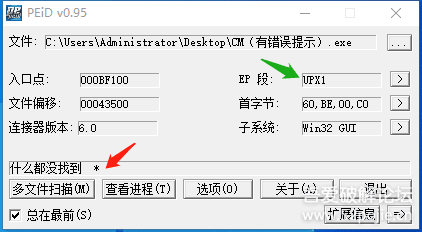 PEiD v0.95
文件: C:\Users\Administrator\Desktop\CM（有错误提示）.exe ...
入口点: 000BF100 EP 段: UPX1 >
文件偏移: 00043500 首字节: 60,BE,00,C0 >
连接器版本: 6.0 子系统: Win32 GUI >
什么都没找到 *
多文件扫描(M) 查看进程(T) 选项(O) 关于(A) 退出
总在最前(S) 扩展信息 =>
吾爱破解论坛